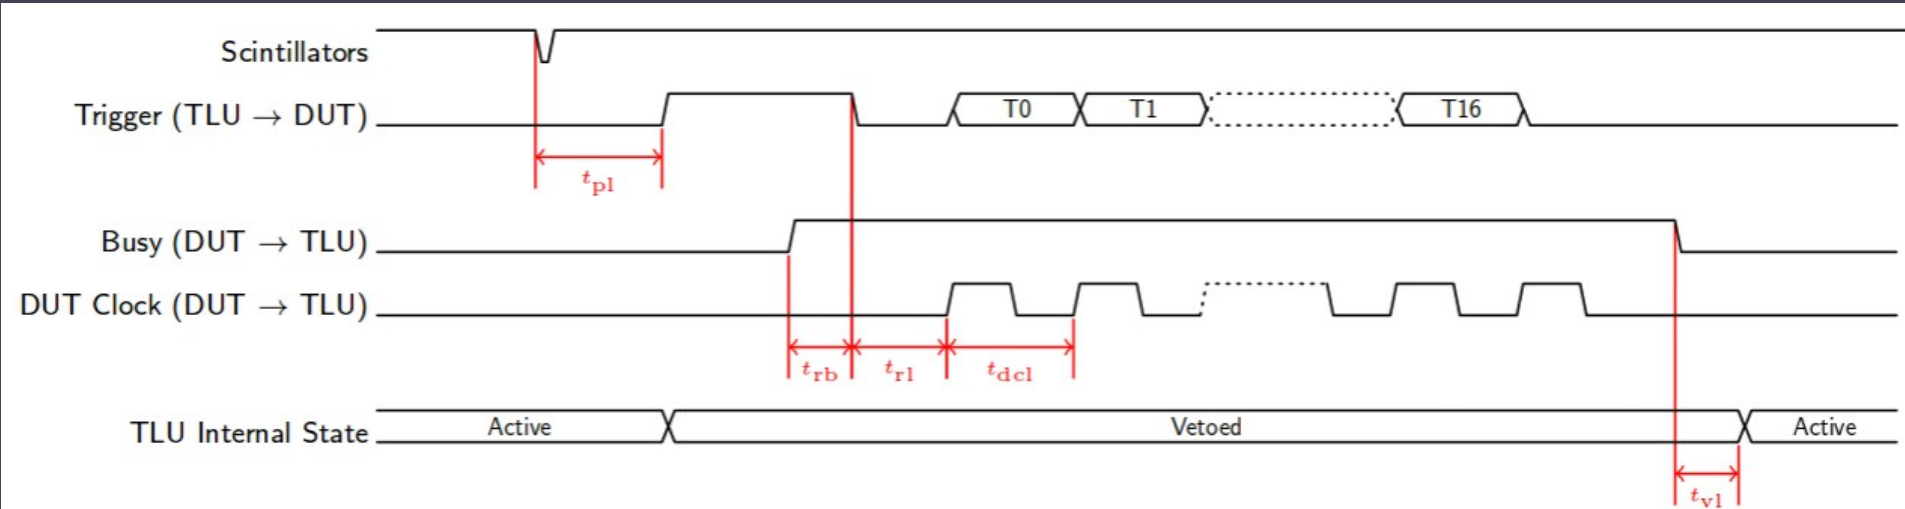 Scintillators
Trigger (TLU → DUT)
T0 T1 T16
t_pl
Busy (DUT → TLU)
DUT Clock (DUT → TLU)
t_rb t_rl t_dcl
TLU Internal State
Active Vetoed Active
t_vl